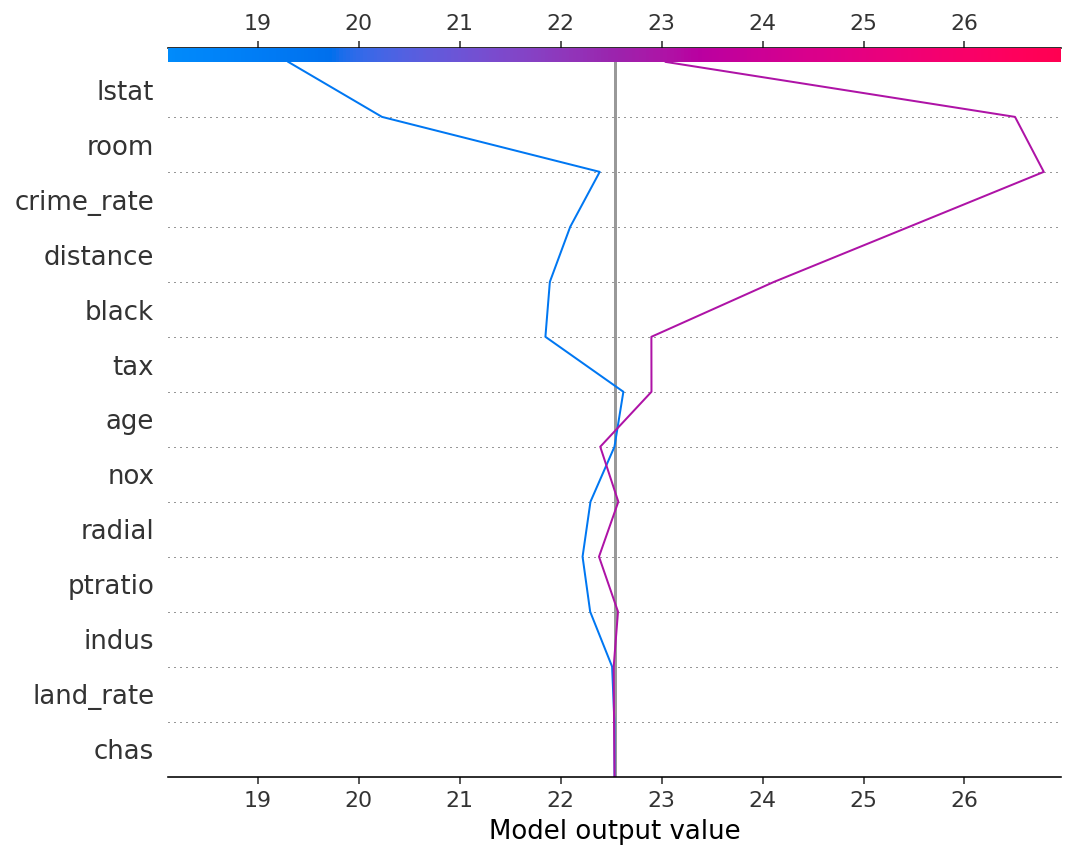 19 20 21 22 23 24 25 26
lstat
room
crime_rate
distance
black
tax
age
nox
radial
ptratio
indus
land_rate
chas
19 20 21 22 23 24 25 26
Model output value